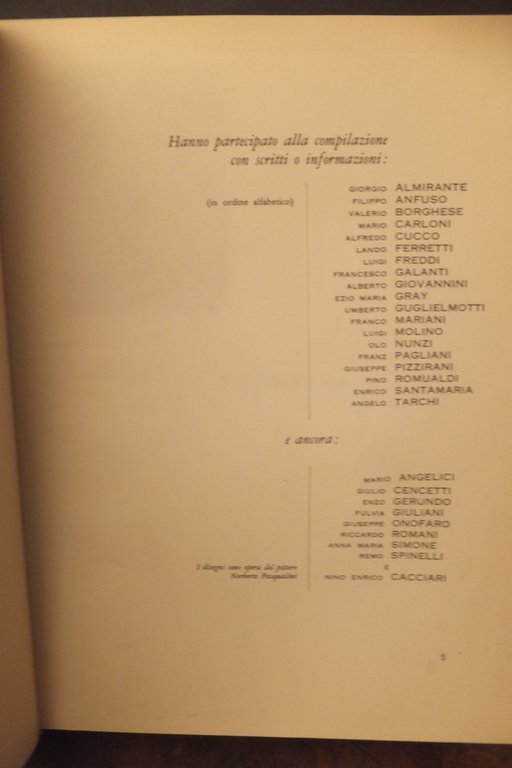 Hanno partecipato alla compilazione
con scritti o informazioni:
(in ordine alfabetico)
GIORGIO ALMIRANTE
FILIPPO ANFUSO
VALERIO BORGHESE
MARIO CARLONI
ALFREDO CUCCO
LANDO FERRETTI
LUIGI FREDDI
FRANCESCO GALANTI
ALBERTO GIOVANNINI
EZIO MARIA GRAY
UMBERTO GUGLIELMOTTI
FRANCO MARIANI
LUIGI MOLINO
OLO NUNZI
FRANZ PAGLIANI
GIUSEPPE PIZZIRANI
PINO ROMUALDI
ENRICO SANTAMARIA
ANGELO TARCHI
e ancora:
MARIO ANGELICI
GIULIO CENCETTI
ENZO GERUNDO
FULVIA GIULIANI
GIUSEPPE ONOFARO
RICCARDO ROMANI
ANNA MARIA SIMONE
REMO SPINELLI
E
NINO ENRICO CACCIARI
I disegni sono opera del pittore
Norberto Pasqualini
5